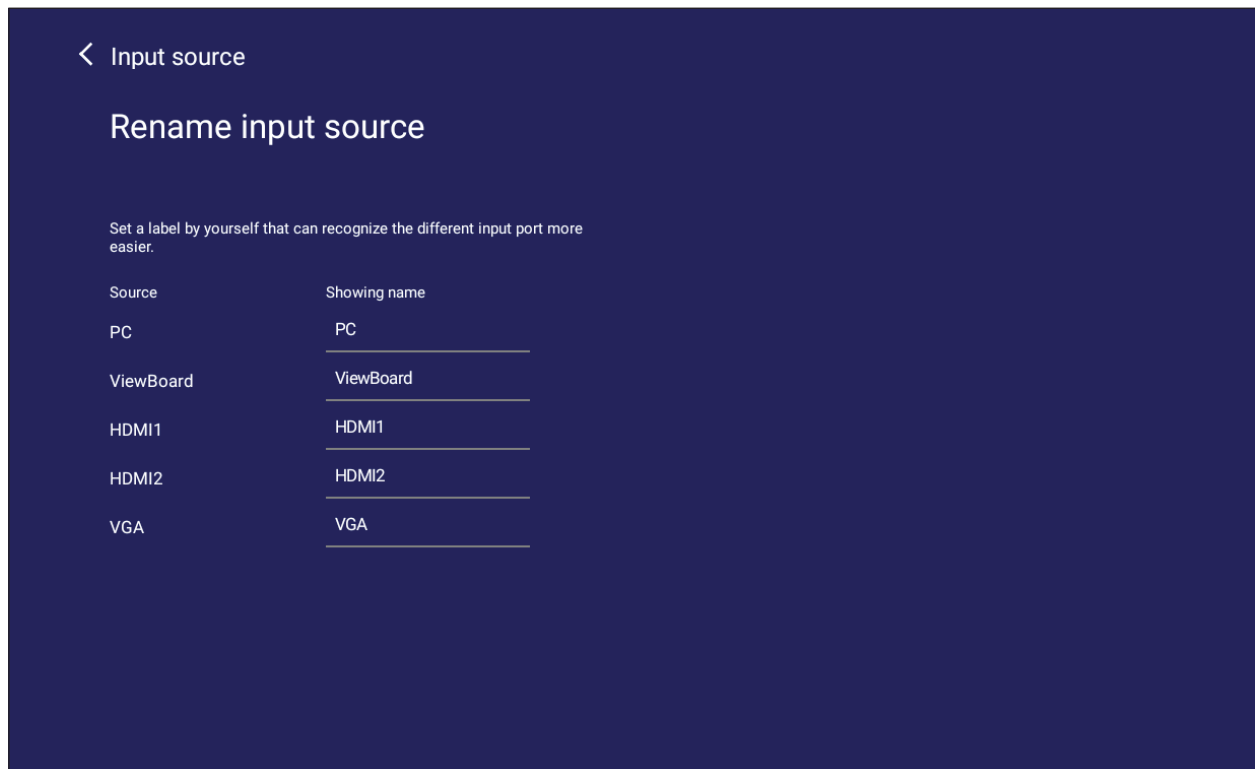 Input source
Rename input source
Set a label by yourself that can recognize the different input port more
easier.
Source Showing name
PC PC
ViewBoard ViewBoard
HDMI1 HDMI1
HDMI2 HDMI2
VGA VGA